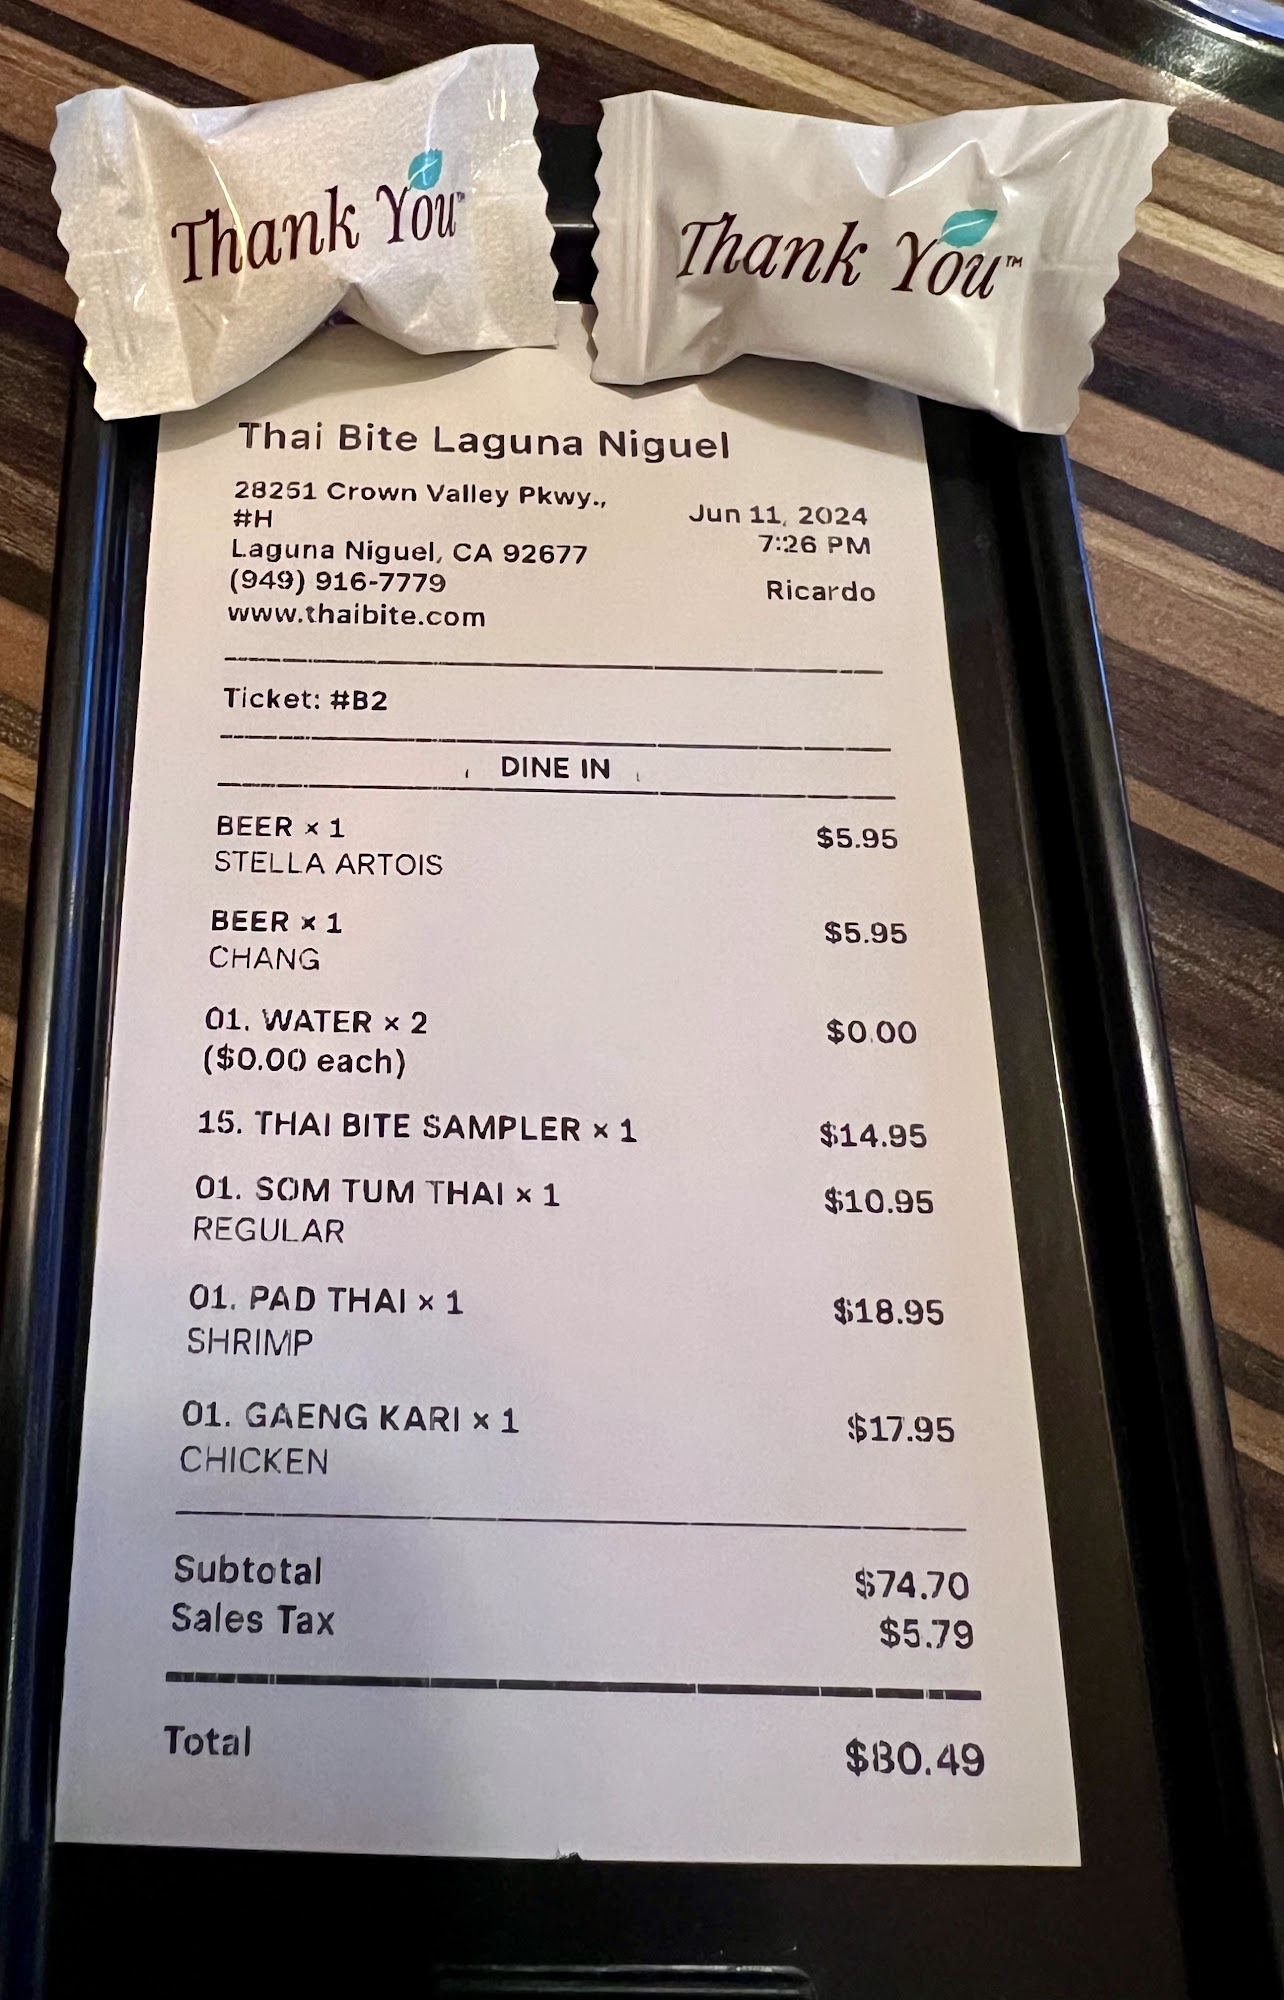 Thank You™
Thank You™
Thai Bite Laguna Niguel
28251 Crown Valley Pkwy.,
#H
Laguna Niguel, CA 92677
(949) 916-7779
www.thaibite.com
Jun 11, 2024
7:26 PM
Ricardo
Ticket: #B2
DINE IN
BEER × 1 $5.95
STELLA ARTOIS
BEER × 1 $5.95
CHANG
01. WATER × 2 $0.00
($0.00 each)
15. THAI BITE SAMPLER × 1 $14.95
01. SOM TUM THAI × 1 $10.95
REGULAR
01. PAD THAI × 1 $18.95
SHRIMP
01. GAENG KARI × 1 $17.95
CHICKEN
Subtotal $74.70
Sales Tax $5.79
Total $80.49